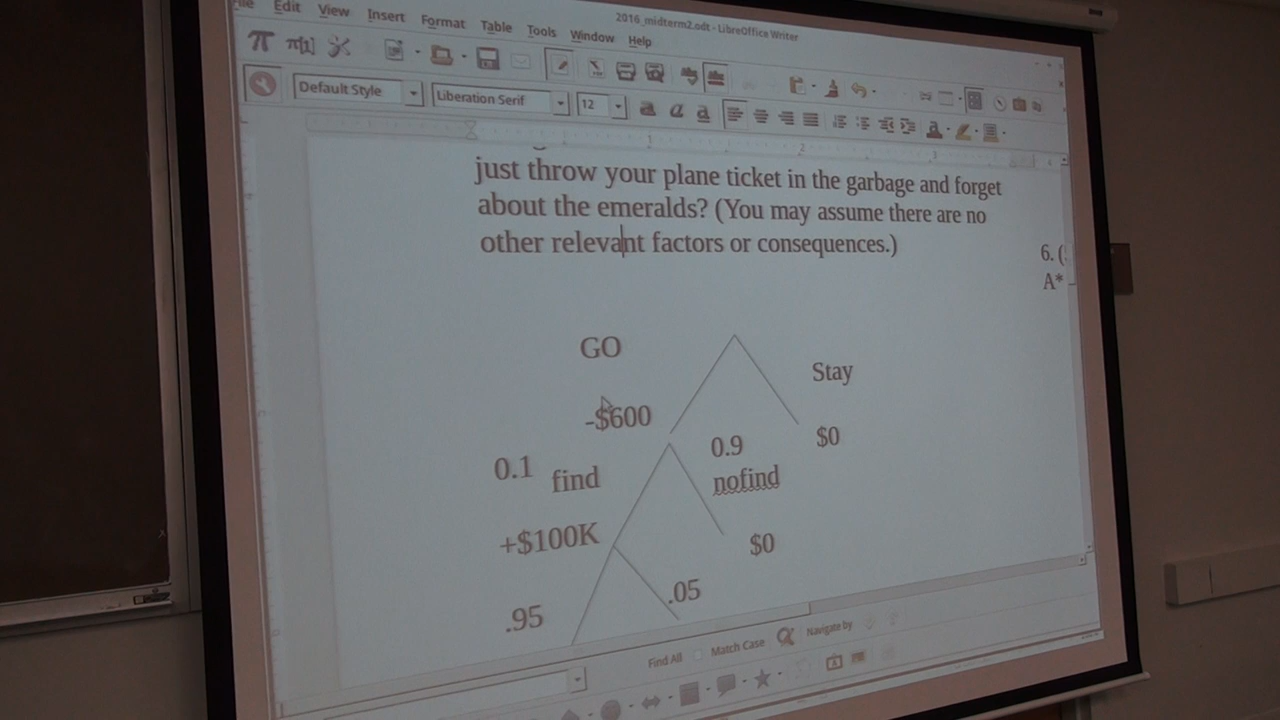 2016_midterm2.odt - LibreOffice Writer
Edit View Insert Format Table Tools Window Help
Default Style Liberation Serif 12
1 2 3
just throw your plane ticket in the garbage and forget
about the emeralds? (You may assume there are no
other relevant factors or consequences.)
6. (
A*
GO
Stay
-$600
$0
0.9
0.1 find
nofind
+$100K
$0
.95
.05
Find All Match Case Navigate by